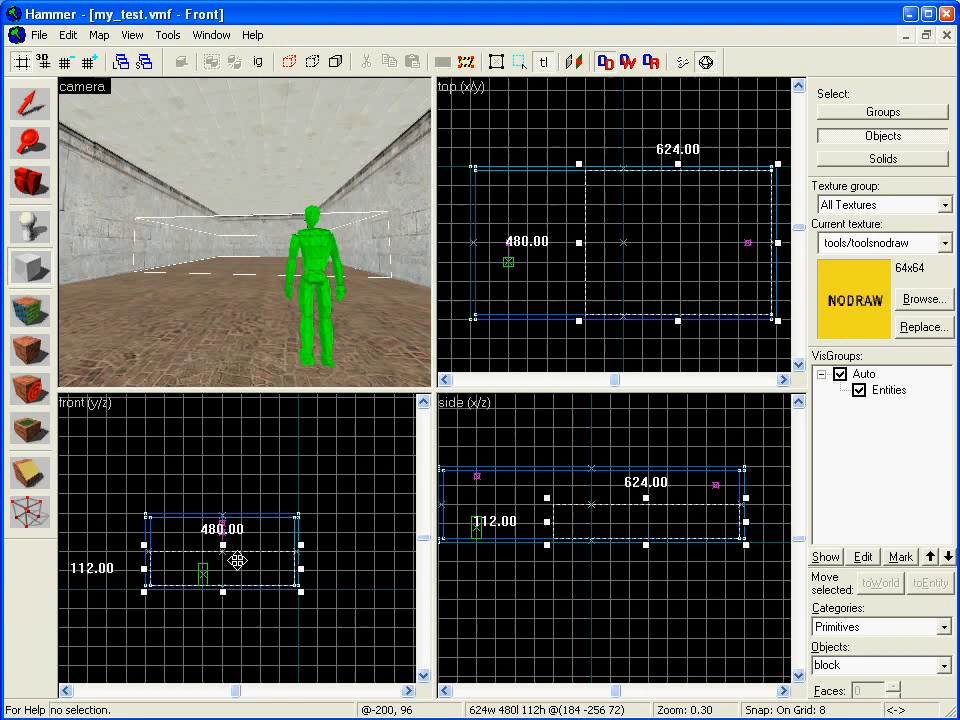 Hammer - [my_test.vmf - Front]
File Edit Map View Tools Window Help
3D ig tl
camera
top (x/y)
624.00
480.00
front (y/z)
480.00
112.00
side (x/z)
624.00
112.00
Select:
Groups
Objects
Solids
Texture group:
All Textures
Current texture:
tools/toolsnodraw
NODRAW
64x64
Browse...
Replace...
VisGroups:
Auto
Entities
Show Edit Mark
Move selected:
toWorld toEntity
Categories:
Primitives
Objects:
block
Faces: 0
For Help no selection. @-200, 96 624w 480l 112h @(184 -256 72) Zoom: 0.30 Snap: On Grid: 8 <->